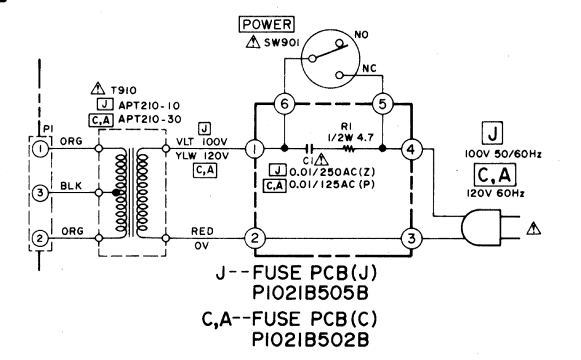 POWER
⚠ SW901
NO
NC
⚠ T910
J APT210-10
C,A APT210-30
P1
1 ORG
3 BLK
2 ORG
J
VLT 100V
YLW 120V
C,A
RED
0V
6
5
1
4
2
3
R1
1/2W 4.7
C1 ⚠
J 0.01/250AC(Z)
C,A 0.01/125AC(P)
J
100V 50/60Hz
C,A
120V 60Hz
⚠
J--FUSE PCB(J)
P1021B505B
C,A--FUSE PCB(C)
P1021B502B